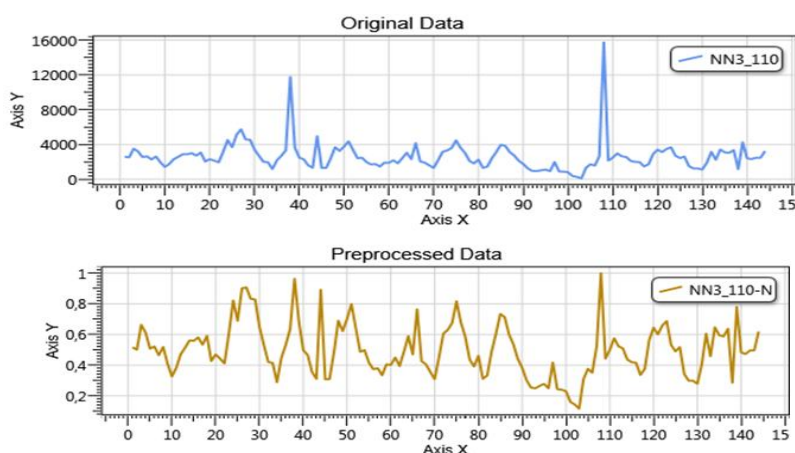 Original Data
16000
12000
8000
4000
0
Axis Y
NN3_110
0 10 20 30 40 50 60 70 80 90 100 110 120 130 140 15
Axis X
Preprocessed Data
1
0,8
0,6
0,4
0,2
Axis Y
NN3_110-N
0 10 20 30 40 50 60 70 80 90 100 110 120 130 140 15
Axis X